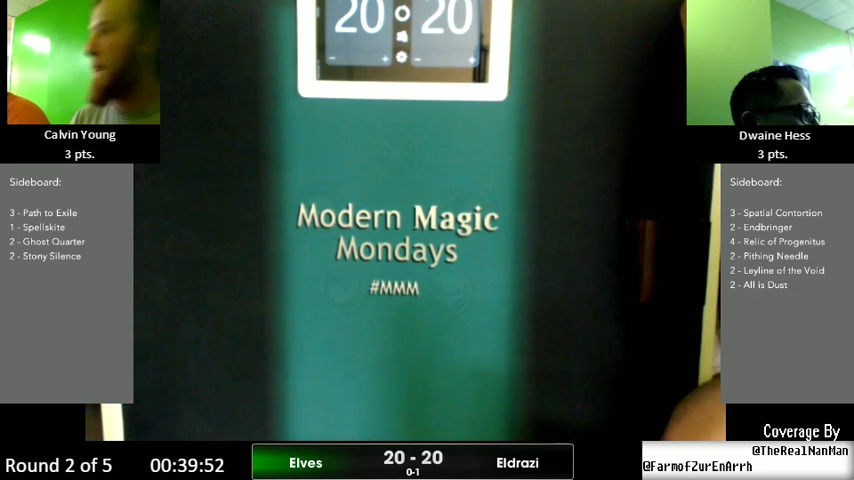 20 20
- + - +
Calvin Young
3 pts.
Dwaine Hess
3 pts.
Sideboard:
3 - Path to Exile
1 - Spellskite
2 - Ghost Quarter
2 - Stony Silence
Sideboard:
3 - Spatial Contortion
2 - Endbringer
4 - Relic of Progenitus
2 - Pithing Needle
2 - Leyline of the Void
2 - All is Dust
Modern Magic
Mondays
#MMM
Coverage By
@TheRealNanMan
@FarmofZurEnArrh
Round 2 of 5
00:39:52
Elves
20 - 20
0-1
Eldrazi